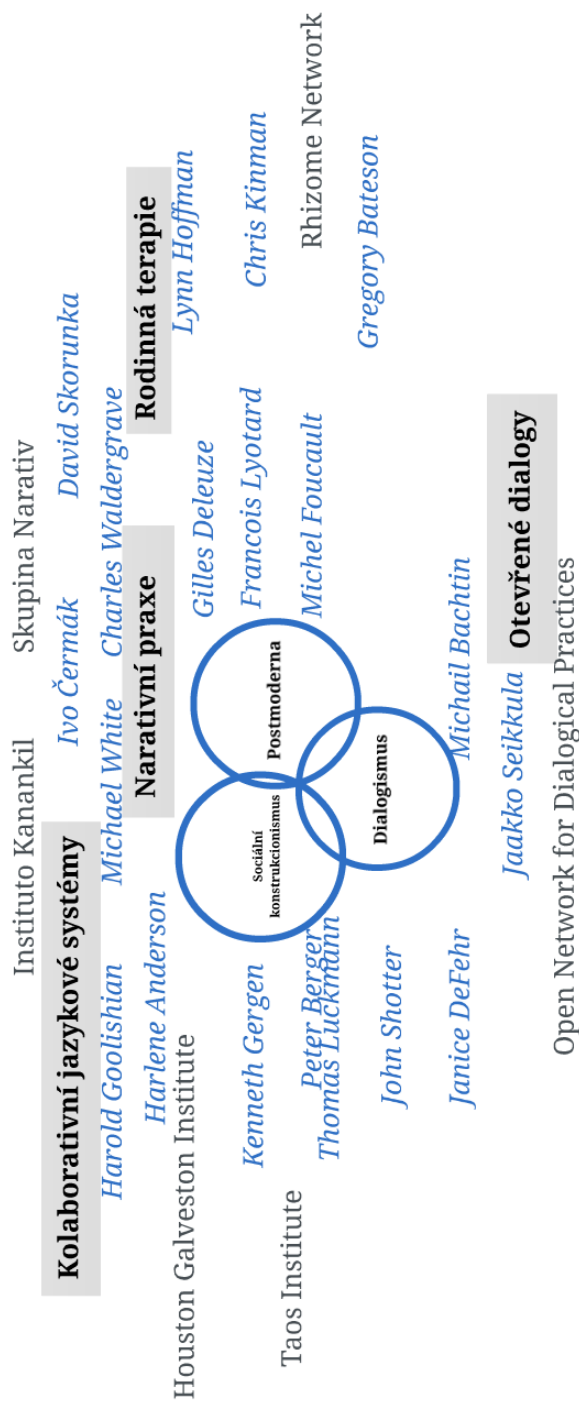 Instituto Kanankil
Skupina Narativ
Kolaborativní jazykové systémy
Ivo Čermák
David Skorunka
Harold Goolishian
Michael White
Charles Waldergrave
Narativní praxe
Rodinná terapie
Harlene Anderson
Lynn Hoffman
Houston Galveston Institute
Gilles Deleuze
Kenneth Gergen
Sociální
konstrukcionismus
Postmoderna
Francois Lyotard
Chris Kinman
Taos Institute
Peter Berger
Thomas Luckmann
Michel Foucault
Rhizome Network
John Shotter
Dialogismus
Gregory Bateson
Janice DeFehr
Michail Bachtin
Jaakko Seikkula
Otevřené dialogy
Open Network for Dialogical Practices